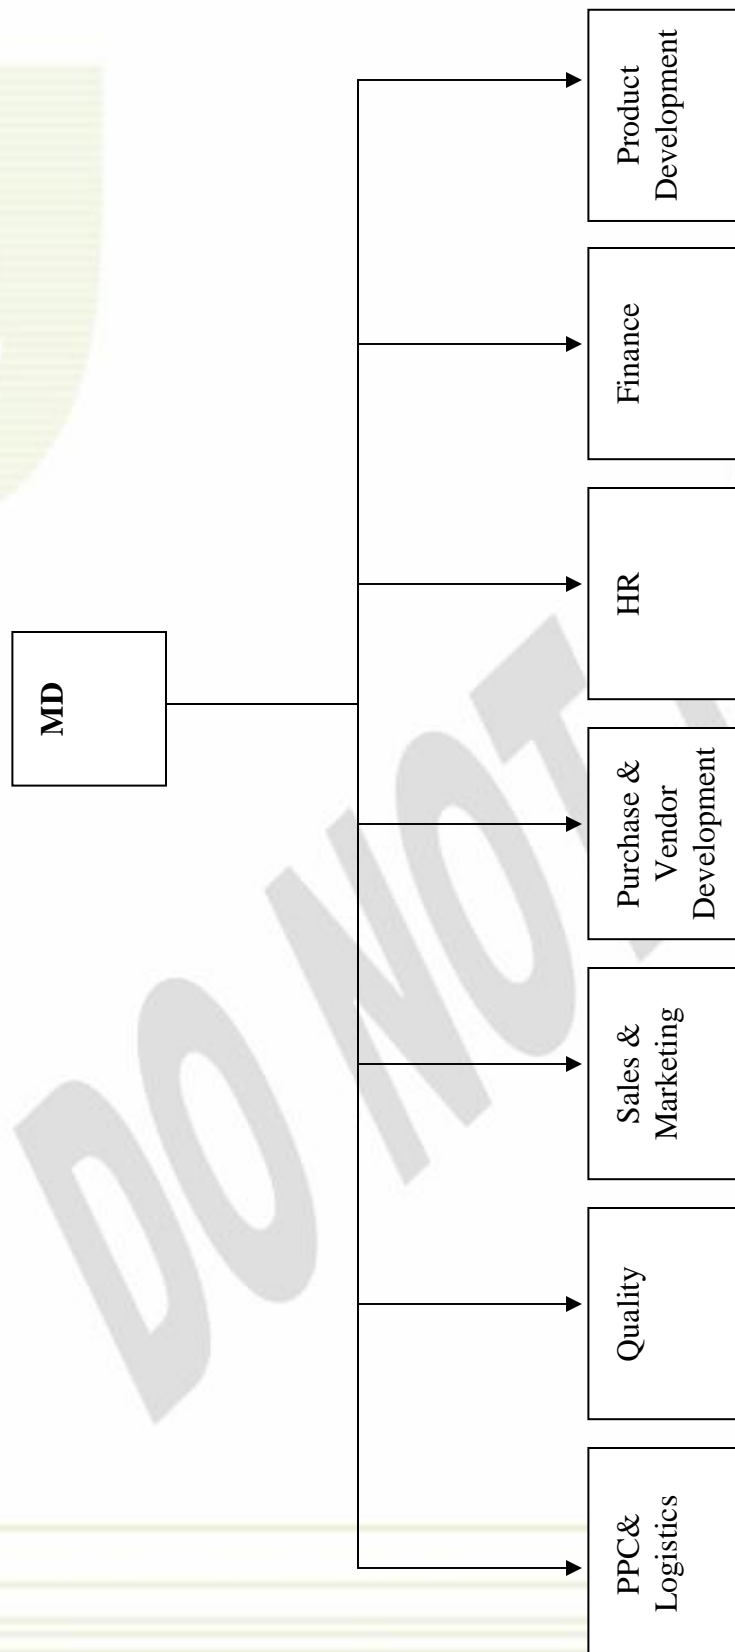 MD
PPC&
Logistics
Quality
Sales &
Marketing
Purchase &
Vendor
Development
HR
Finance
Product
Development
DO NOT